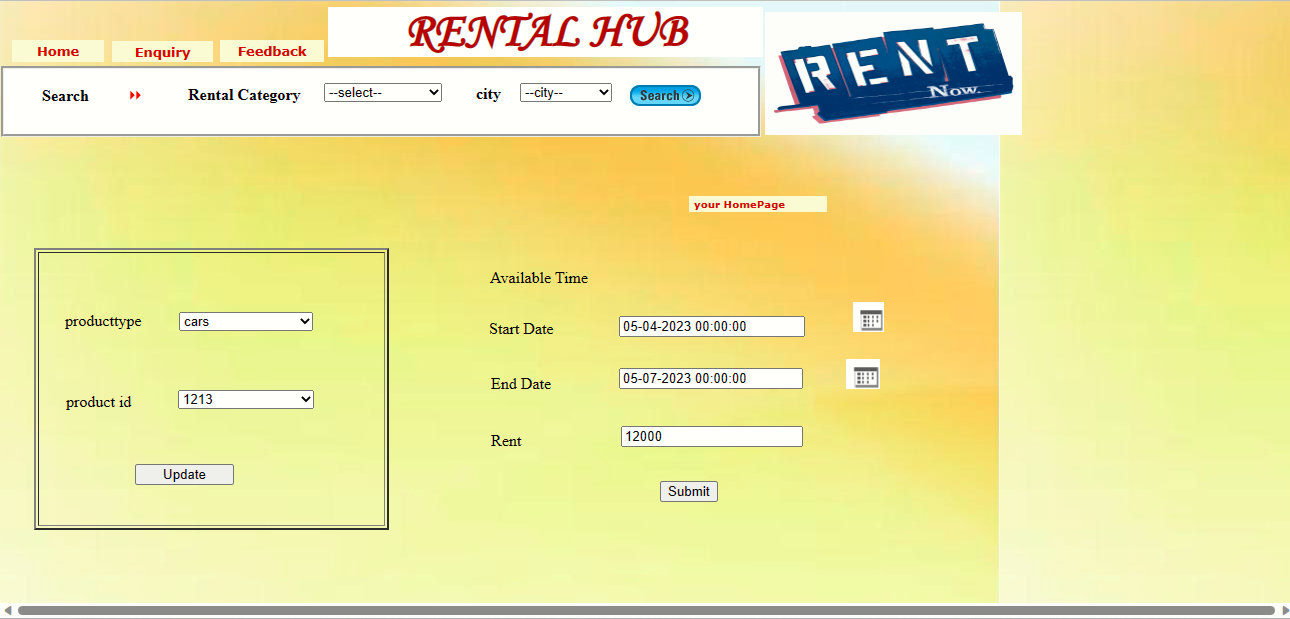 RENTAL HUB
Home Enquiry Feedback
RENT
Now.
Search Rental Category --select-- city --city-- Search
your HomePage
Available Time
producttype cars
Start Date 05-04-2023 00:00:00
End Date 05-07-2023 00:00:00
product id 1213
Rent 12000
Update
Submit